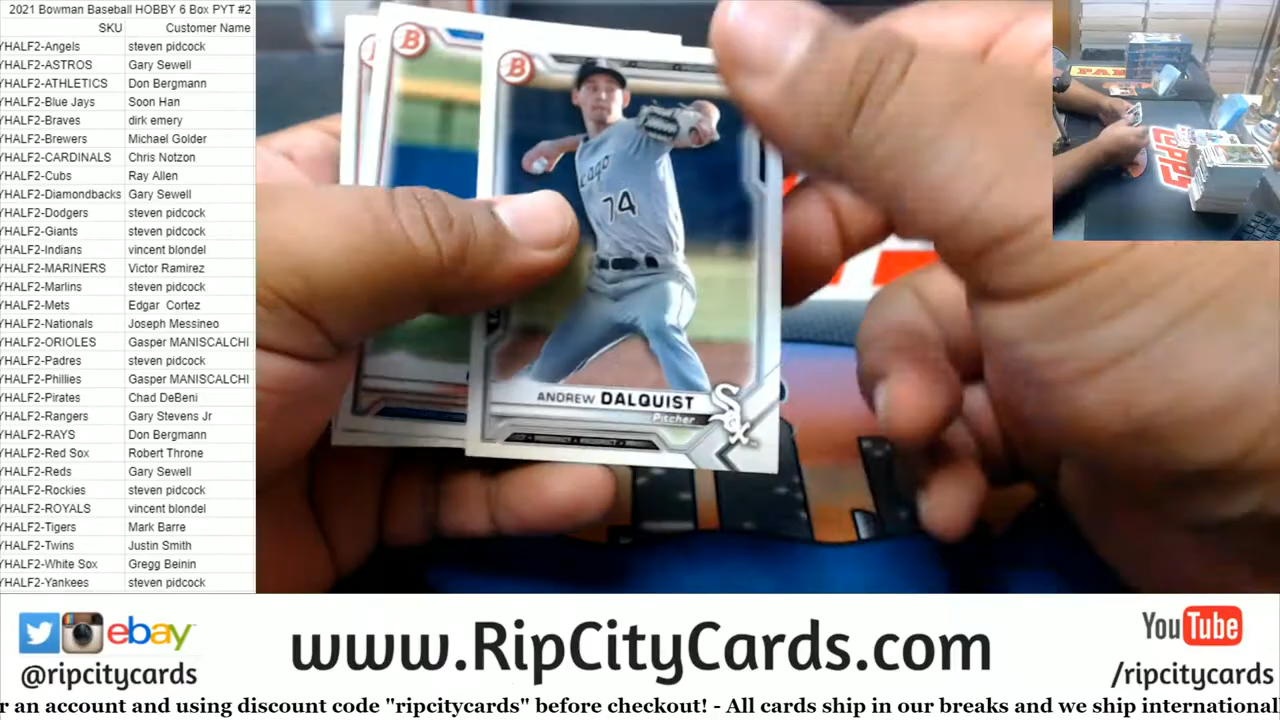 2021 Bowman Baseball HOBBY 6 Box PYT #2
SKU Customer Name
YHALF2-Angels steven pidcock
YHALF2-ASTROS Gary Sewell
YHALF2-ATHLETICS Don Bergmann
YHALF2-Blue Jays Soon Han
YHALF2-Braves dirk emery
YHALF2-Brewers Michael Golder
YHALF2-CARDINALS Chris Notzon
YHALF2-Cubs Ray Allen
YHALF2-Diamondbacks Gary Sewell
YHALF2-Dodgers steven pidcock
YHALF2-Giants steven pidcock
YHALF2-Indians vincent blondel
YHALF2-MARINERS Victor Ramirez
YHALF2-Marlins steven pidcock
YHALF2-Mets Edgar Cortez
YHALF2-Nationals Joseph Messineo
YHALF2-ORIOLES Gasper MANISCALCHI
YHALF2-Padres steven pidcock
YHALF2-Phillies Gasper MANISCALCHI
YHALF2-Pirates Chad DeBeni
YHALF2-Rangers Gary Stevens Jr
YHALF2-RAYS Don Bergmann
YHALF2-Red Sox Robert Throne
YHALF2-Reds Gary Sewell
YHALF2-Rockies steven pidcock
YHALF2-ROYALS vincent blondel
YHALF2-Tigers Mark Barre
YHALF2-Twins Justin Smith
YHALF2-White Sox Gregg Beinin
YHALF2-Yankees steven pidcock
B
B
cago
74
ANDREW DALQUIST
Pitcher
Sox
topps
ebay
@ripcitycards
www.RipCityCards.com
YouTube
/ripcitycards
r an account and using discount code "ripcitycards" before checkout! - All cards ship in our breaks and we ship international